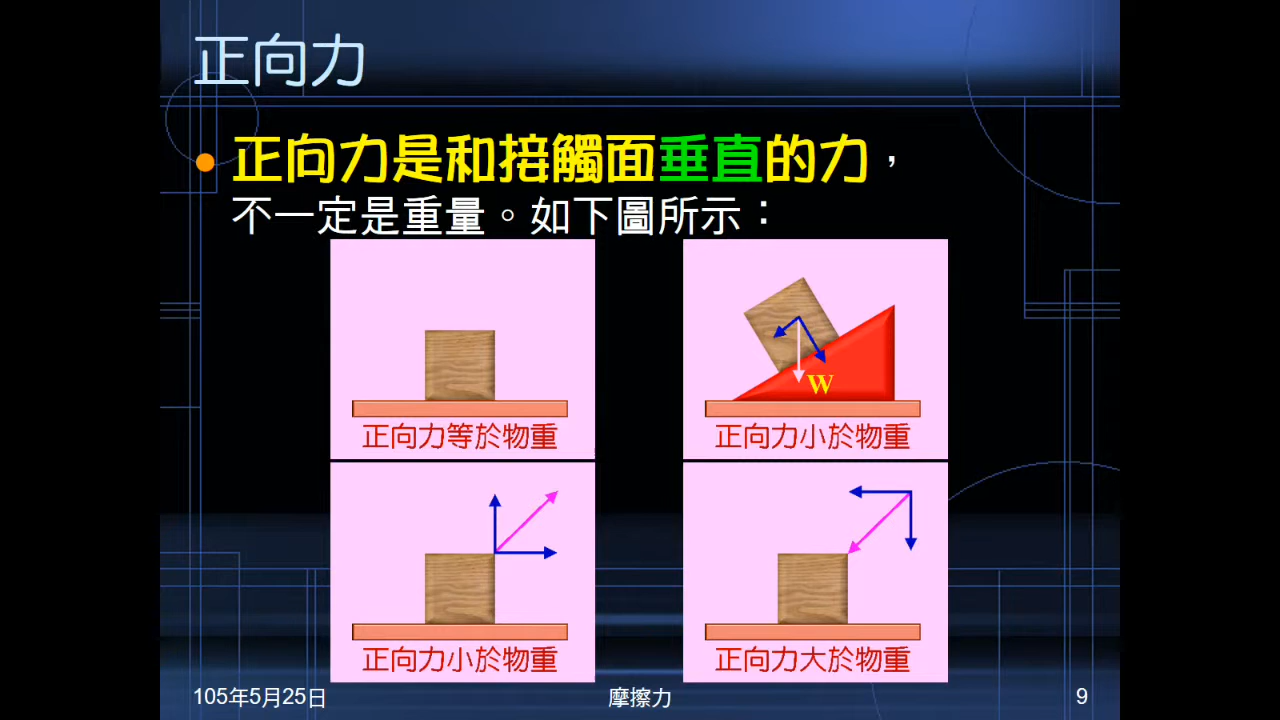 正向力
正向力是和接觸面垂直的力，
不一定是重量。如下圖所示：
正向力等於物重
W
正向力小於物重
正向力小於物重
正向力大於物重
105年5月25日
摩擦力
9